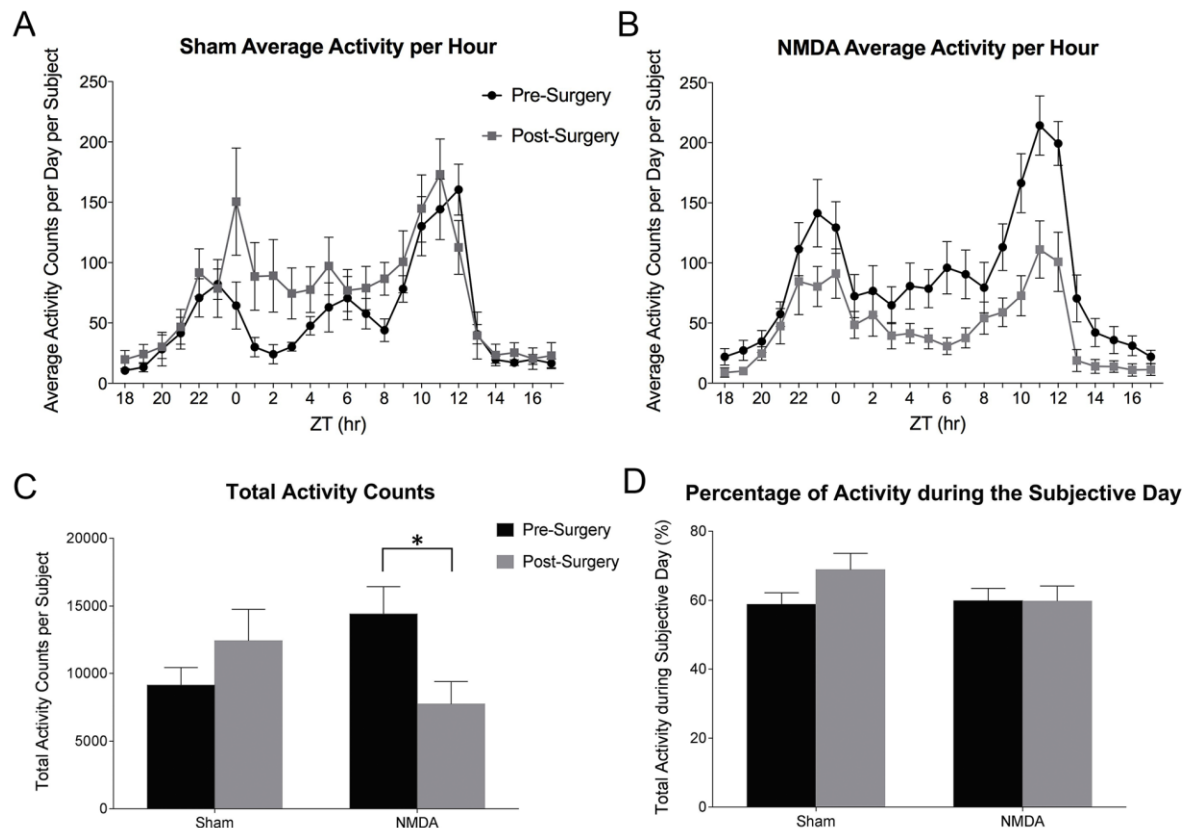 A
Sham Average Activity per Hour
Average Activity Counts per Day per Subject
250
200
150
100
50
0
Pre-Surgery
Post-Surgery
18 20 22 0 2 4 6 8 10 12 14 16
ZT (hr)
B
NMDA Average Activity per Hour
Average Activity Counts per Day per Subject
250
200
150
100
50
0
18 20 22 0 2 4 6 8 10 12 14 16
ZT (hr)
C
Total Activity Counts
Total Activity Counts per Subject
20000
15000
10000
5000
0
*
Pre-Surgery
Post-Surgery
Sham NMDA
D
Percentage of Activity during the Subjective Day
Total Activity during Subjective Day (%)
80
60
40
20
0
Sham NMDA